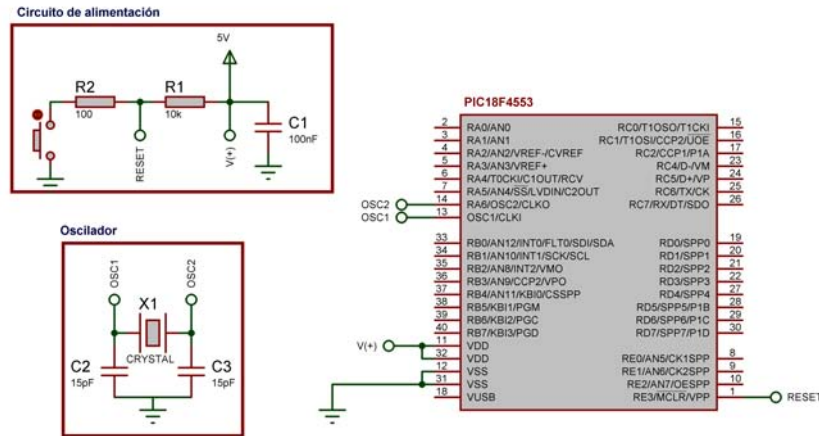 Circuito de alimentación
5V
R2
100
R1
10k
C1
100nF
RESET
V(+)
Oscilador
OSC1
OSC2
X1
CRYSTAL
C2
15pF
C3
15pF
PIC18F4553
2 RA0/AN0 RC0/T1OSO/T1CKI 15
3 RA1/AN1 RC1/T1OSI/CCP2/UOE 16
4 RA2/AN2/VREF-/CVREF RC2/CCP1/P1A 17
5 RA3/AN3/VREF+ RC4/D-/VM 23
6 RA4/T0CKI/C1OUT/RCV RC5/D+/VP 24
7 RA5/AN4/SS/LVDIN/C2OUT RC6/TX/CK 25
OSC2 14 RA6/OSC2/CLKO RC7/RX/DT/SDO 26
OSC1 13 OSC1/CLKI
33 RB0/AN12/INT0/FLT0/SDI/SDA RD0/SPP0 19
34 RB1/AN10/INT1/SCK/SCL RD1/SPP1 20
35 RB2/AN8/INT2/VMO RD2/SPP2 21
36 RB3/AN9/CCP2/VPO RD3/SPP3 22
37 RB4/AN11/KBI0/CSSPP RD4/SPP4 27
38 RB5/KBI1/PGM RD5/SPP5/P1B 28
39 RB6/KBI2/PGC RD6/SPP6/P1C 29
40 RB7/KBI3/PGD RD7/SPP7/P1D 30
V(+) 11 VDD
32 VDD RE0/AN5/CK1SPP 8
12 VSS RE1/AN6/CK2SPP 9
31 VSS RE2/AN7/OESPP 10
18 VUSB RE3/MCLR/VPP 1 RESET